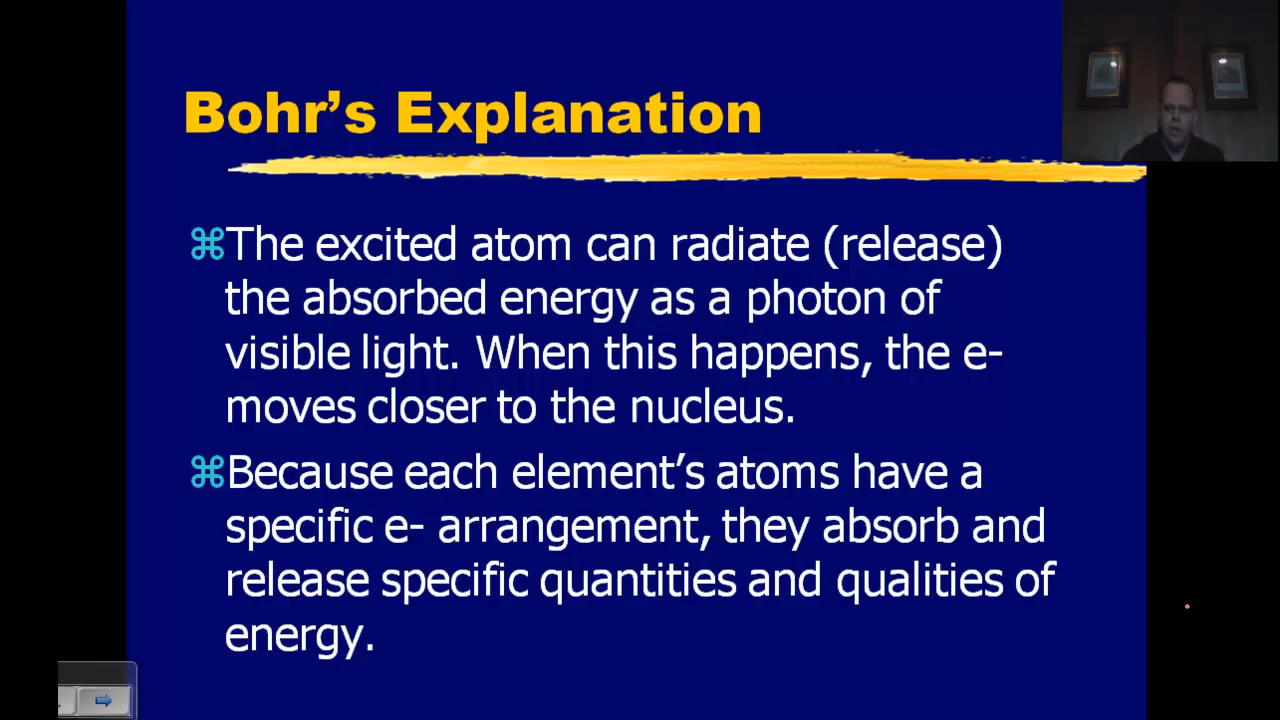 Bohr’s Explanation
⌘The excited atom can radiate (release)
the absorbed energy as a photon of
visible light. When this happens, the e-
moves closer to the nucleus.
⌘Because each element’s atoms have a
specific e- arrangement, they absorb and
release specific quantities and qualities of
energy.